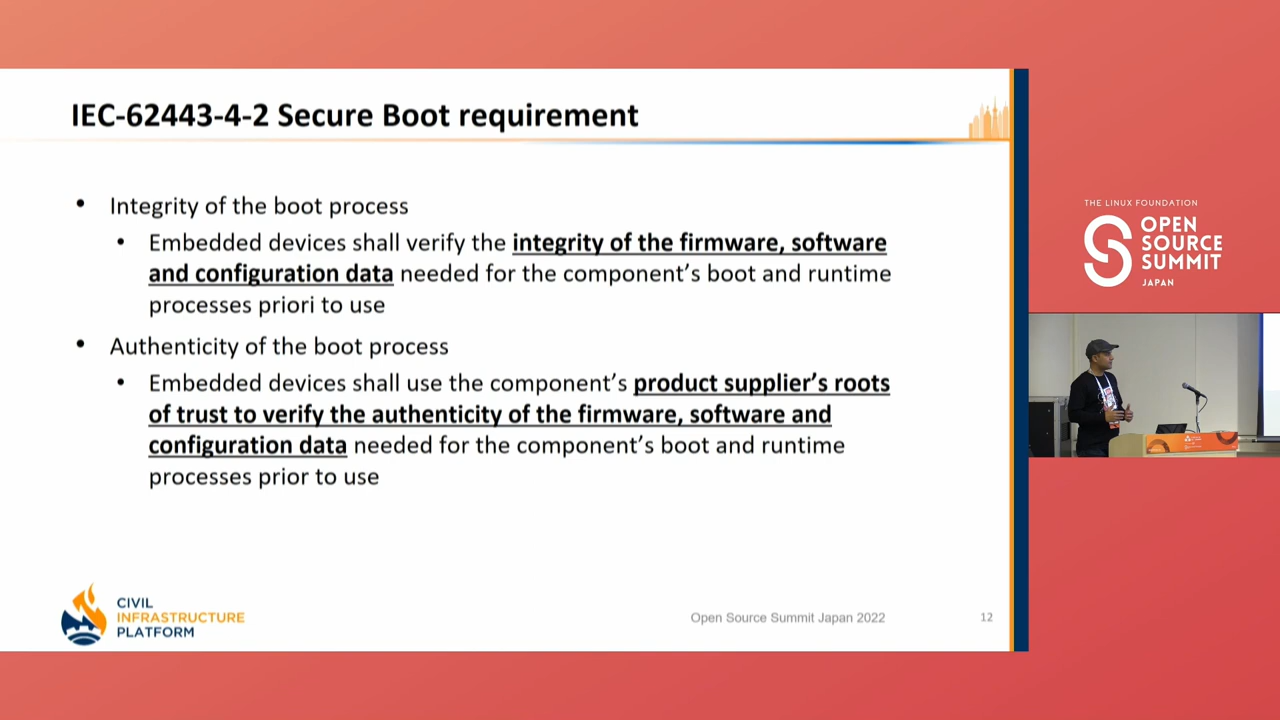 IEC-62443-4-2 Secure Boot requirement
• Integrity of the boot process
• Embedded devices shall verify the integrity of the firmware, software
and configuration data needed for the component's boot and runtime
processes priori to use
• Authenticity of the boot process
• Embedded devices shall use the component's product supplier's roots
of trust to verify the authenticity of the firmware, software and
configuration data needed for the component's boot and runtime
processes prior to use
CIVIL
INFRASTRUCTURE
PLATFORM
Open Source Summit Japan 2022
12
THE LINUX FOUNDATION
OPEN
SOURCE
SUMMIT
JAPAN